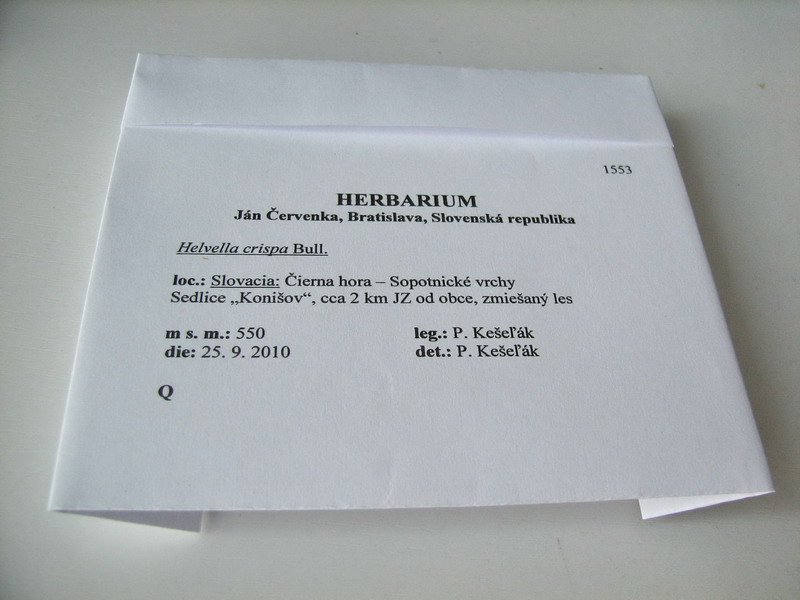 1553
HERBARIUM
Ján Červenka, Bratislava, Slovenská republika
Helvella crispa Bull.
loc.: Slovacia: Čierna hora – Sopotnické vrchy
Sedlice „Konišov“, cca 2 km JZ od obce, zmiešaný les
m s. m.: 550 leg.: P. Kešeľák
die: 25. 9. 2010 det.: P. Kešeľák
Q